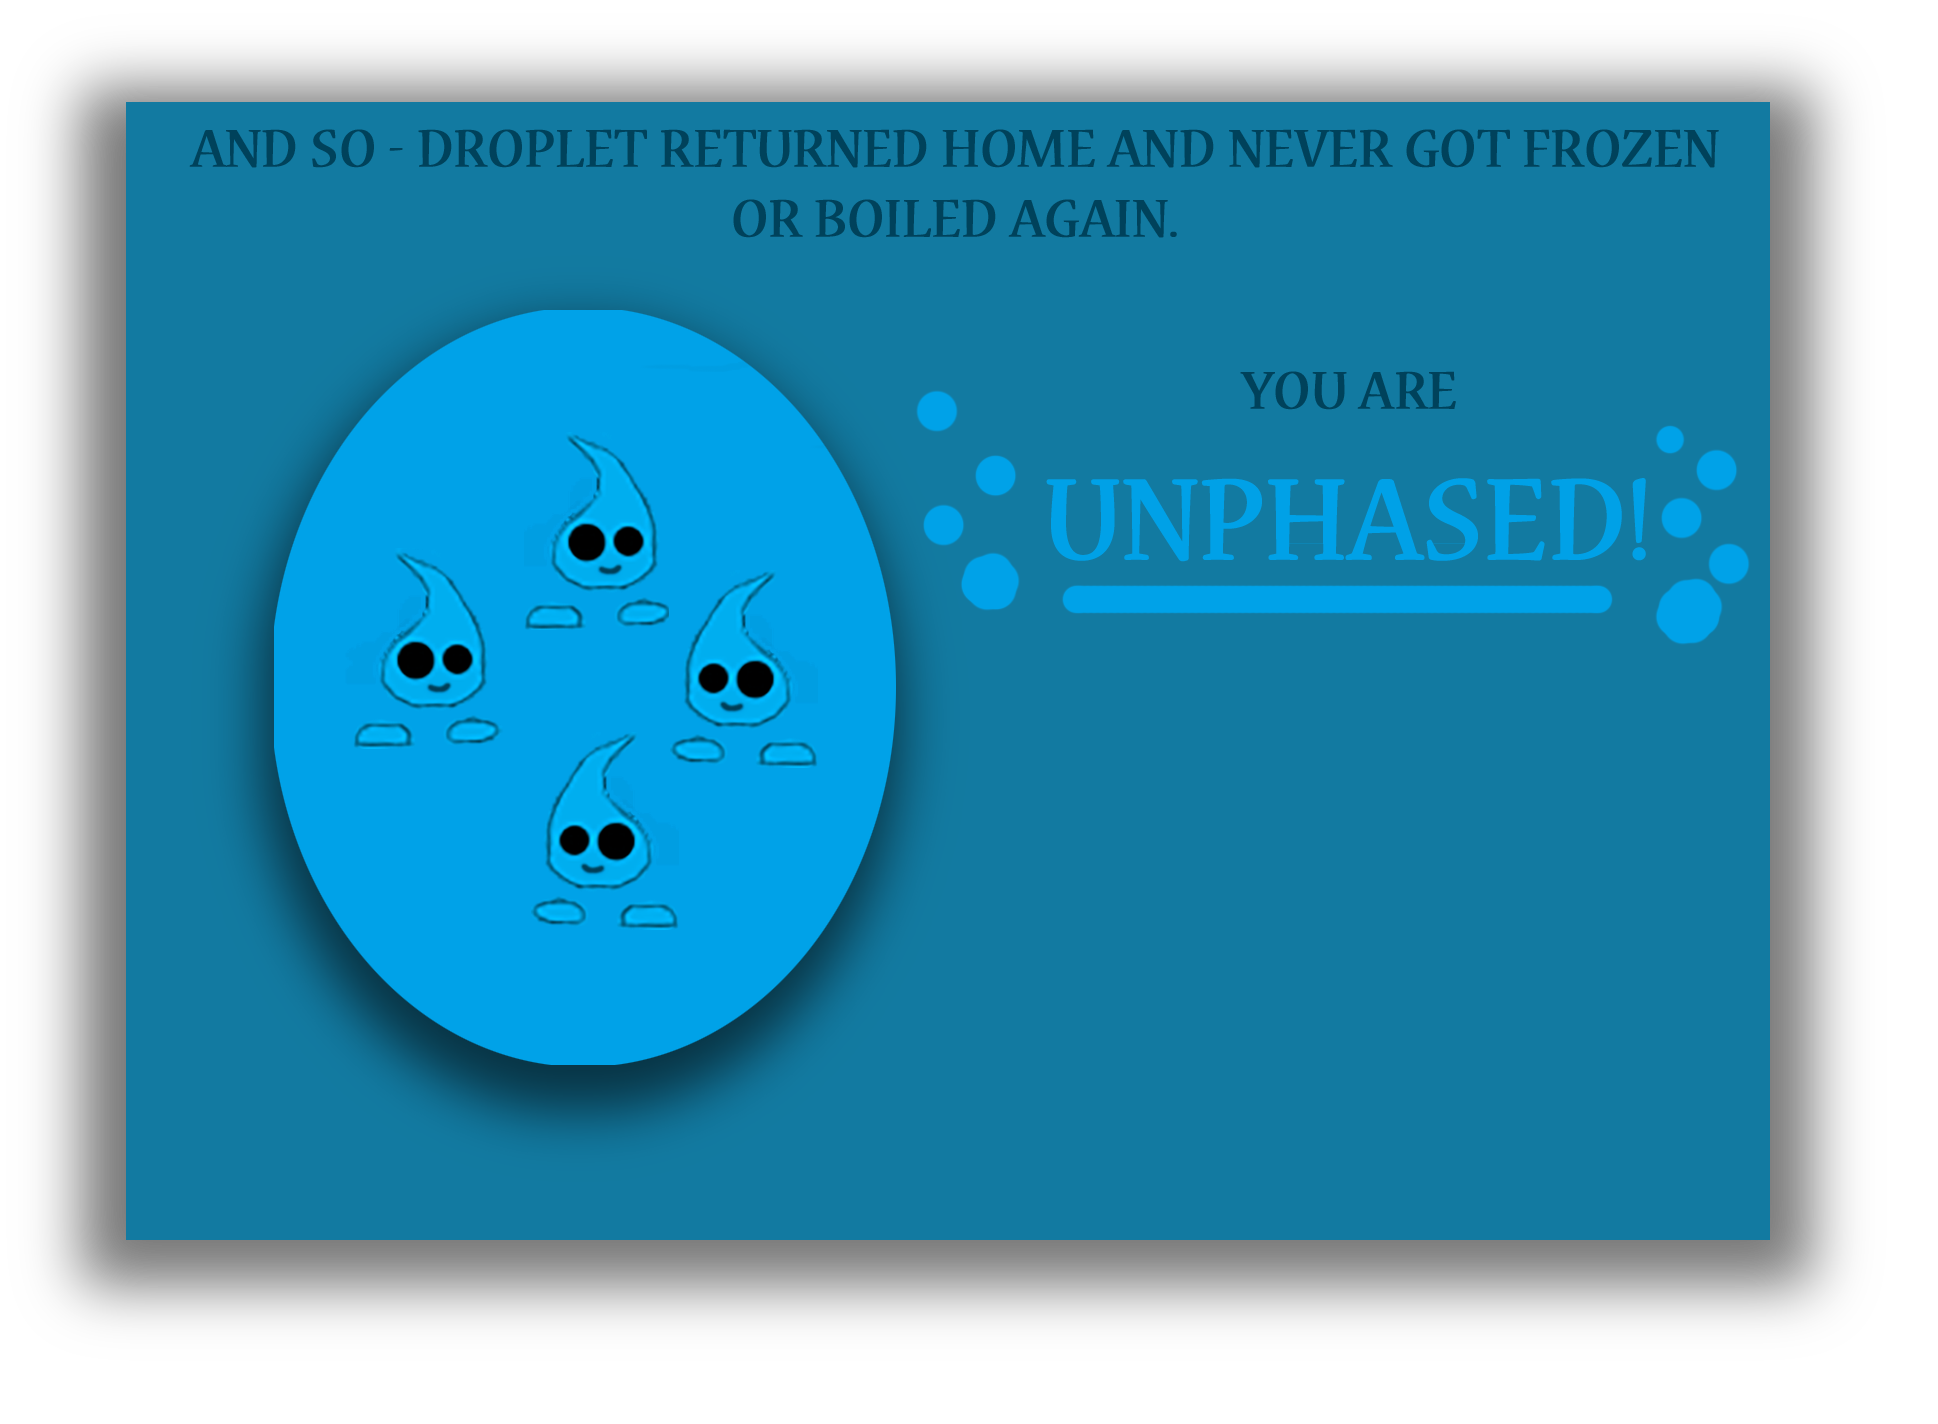 AND SO - DROPLET RETURNED HOME AND NEVER GOT FROZEN
OR BOILED AGAIN.
YOU ARE
UNPHASED!